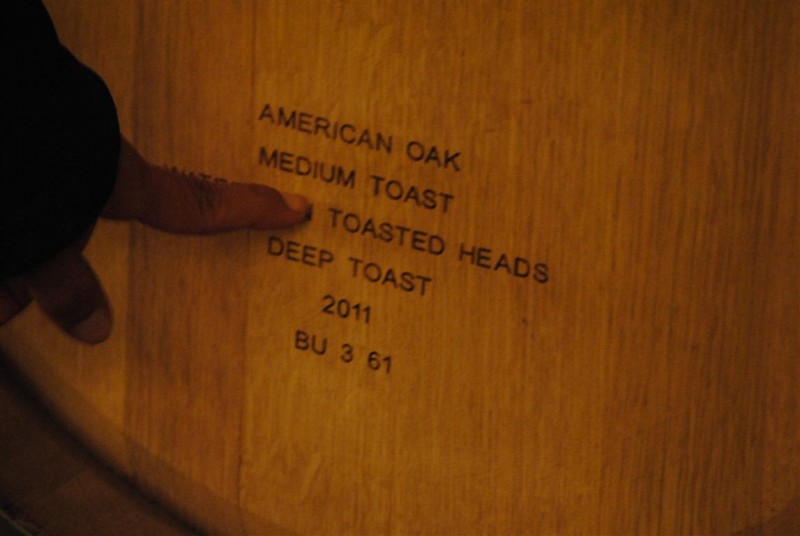 AMERICAN OAK
MEDIUM TOAST
TOASTED HEADS
DEEP TOAST
2011
BU 3 61